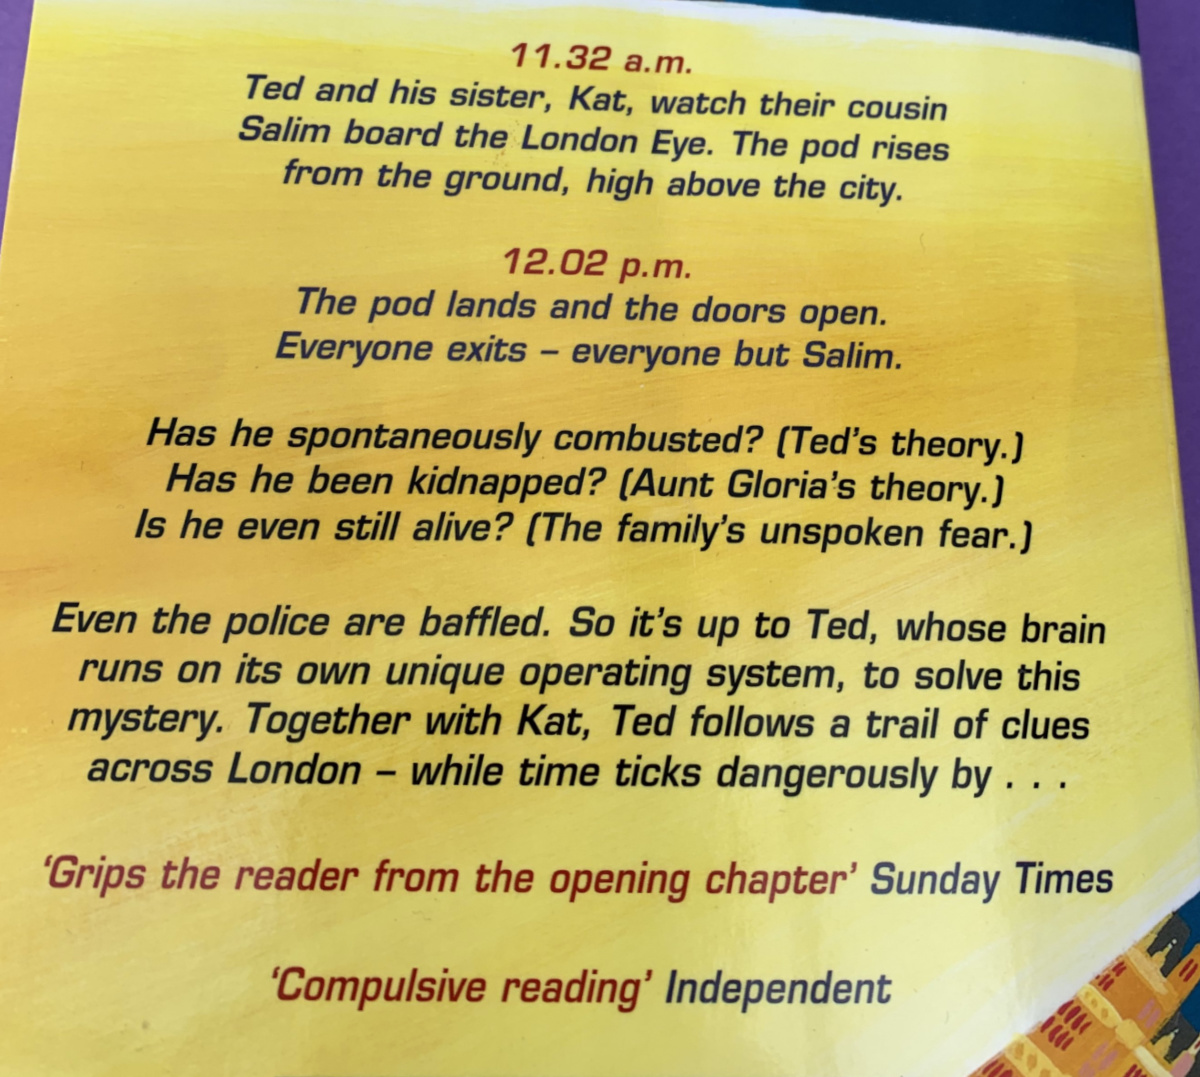 11.32 a.m.
Ted and his sister, Kat, watch their cousin
Salim board the London Eye. The pod rises
from the ground, high above the city.
12.02 p.m.
The pod lands and the doors open.
Everyone exits – everyone but Salim.
Has he spontaneously combusted? (Ted's theory.)
Has he been kidnapped? (Aunt Gloria's theory.)
Is he even still alive? (The family's unspoken fear.)
Even the police are baffled. So it's up to Ted, whose brain
runs on its own unique operating system, to solve this
mystery. Together with Kat, Ted follows a trail of clues
across London – while time ticks dangerously by . . .
‘Grips the reader from the opening chapter’ Sunday Times
‘Compulsive reading’ Independent